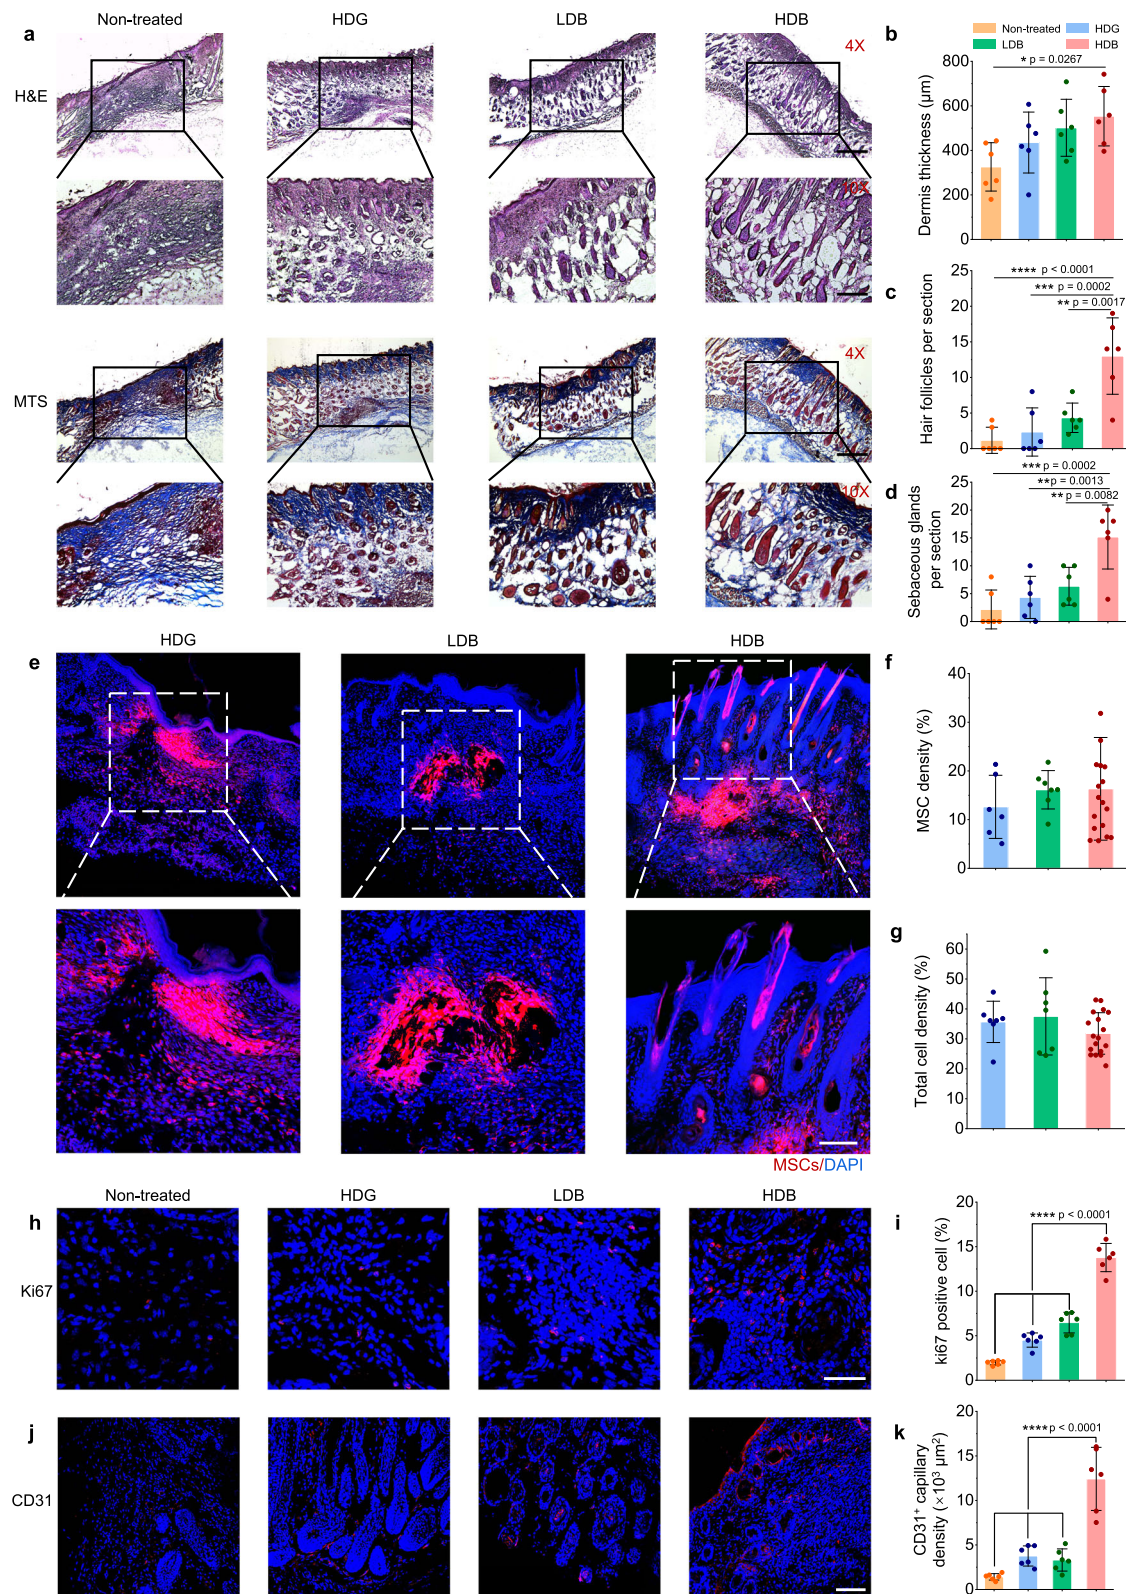 a
Non-treated
HDG
LDB
HDB
H&E
4X
10X
MTS
4X
10X
b
Non-treated
HDG
LDB
HDB
* p = 0.0267
Dermis thickness (μm)
800
600
400
200
0
c
**** p < 0.0001
*** p = 0.0002
** p = 0.0017
Hair follicles per section
25
20
15
10
5
0
d
*** p = 0.0002
** p = 0.0013
** p = 0.0082
Sebaceous glands
per section
25
20
15
10
5
0
e
HDG
LDB
HDB
MSCs/DAPI
f
MSC density (%)
40
30
20
10
0
g
Total cell density (%)
60
50
40
30
20
10
0
h
Non-treated
HDG
LDB
HDB
Ki67
i
**** p < 0.0001
ki67 positive cell (%)
20
15
10
5
0
j
CD31
k
**** p < 0.0001
CD31⁺ capillary
density (×10³ μm²)
20
15
10
5
0